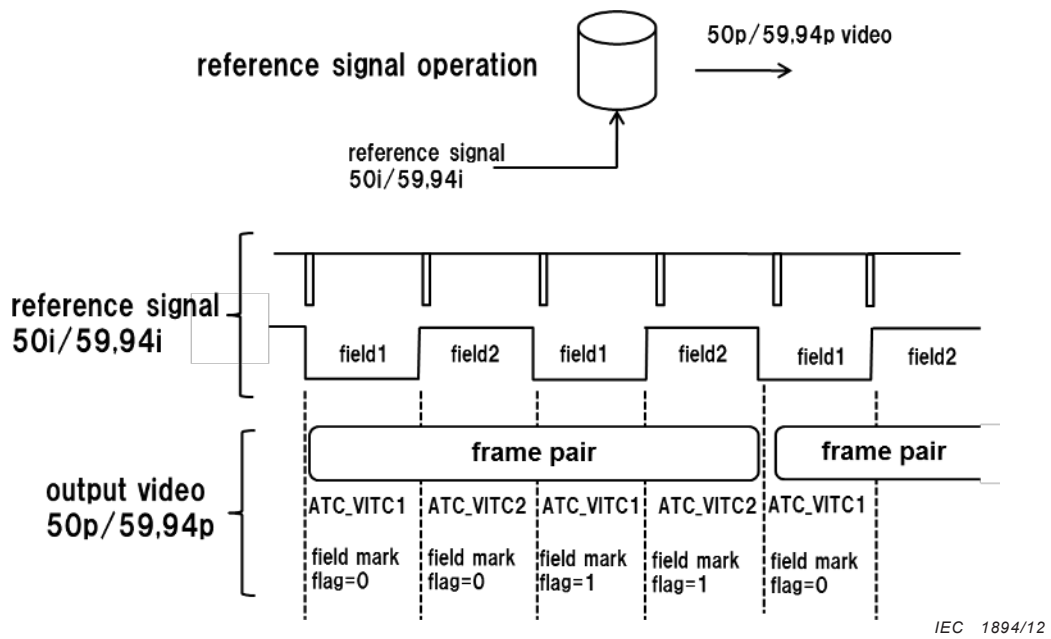 50p/59,94p video
reference signal operation
reference signal
50i/59,94i
reference signal
50i/59,94i
field1 field2 field1 field2 field1 field2
frame pair frame pair
output video
50p/59,94p
ATC_VITC1 ATC_VITC2 ATC_VITC1 ATC_VITC2 ATC_VITC1
field mark field mark field mark field mark field mark
flag=0 flag=0 flag=1 flag=1 flag=0
IEC 1894/12